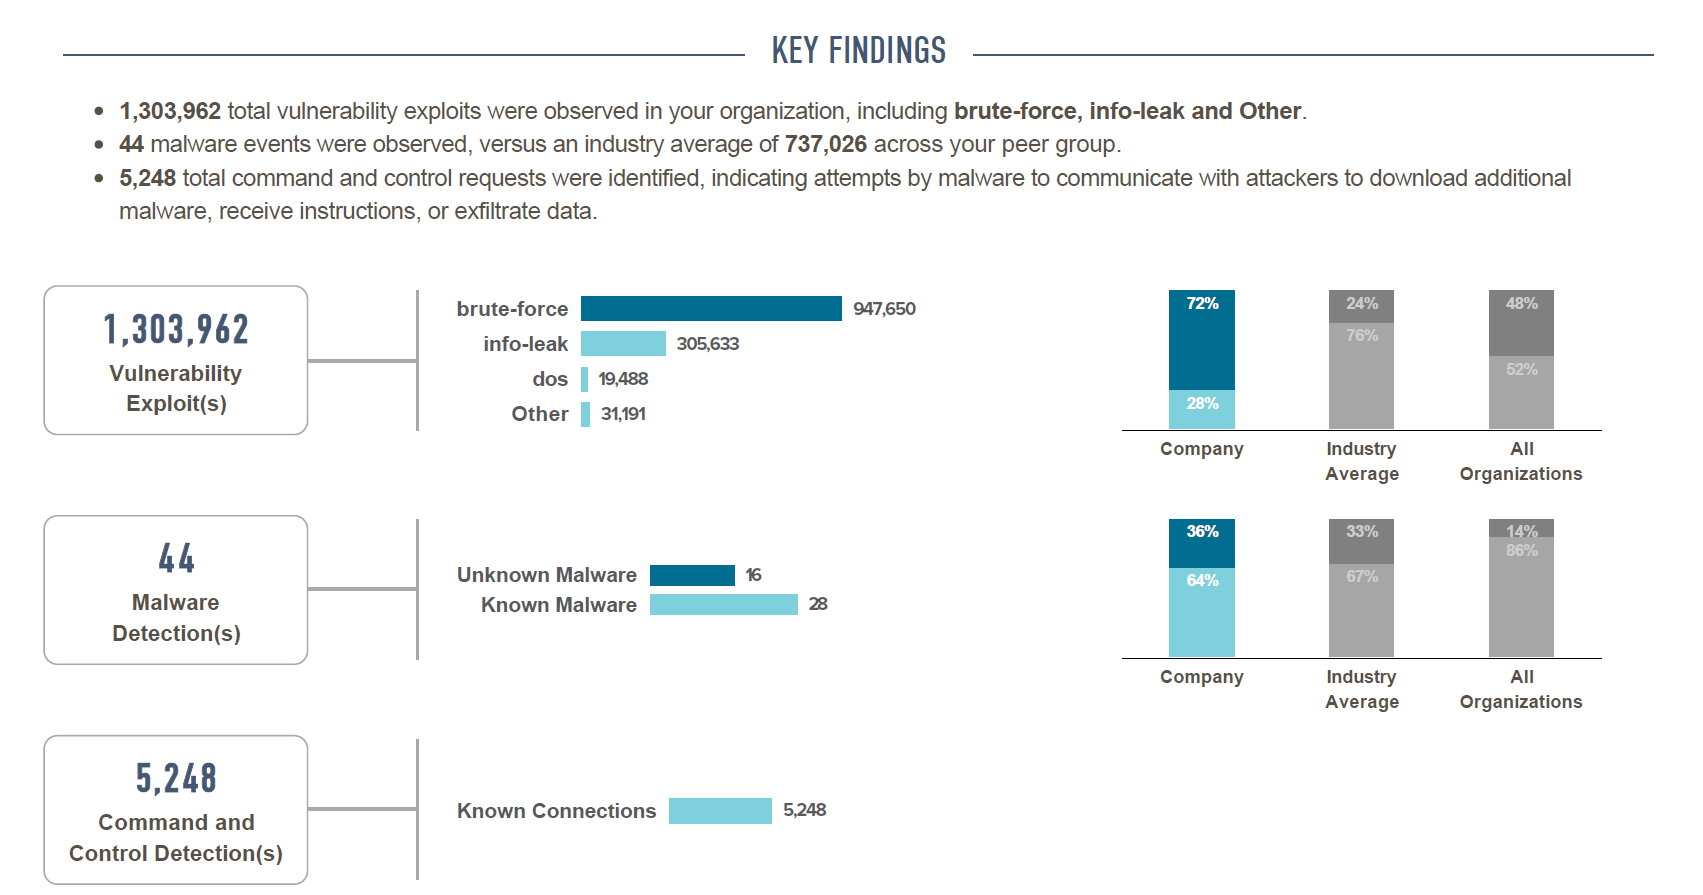 KEY FINDINGS
• 1,303,962 total vulnerability exploits were observed in your organization, including brute-force, info-leak and Other.
• 44 malware events were observed, versus an industry average of 737,026 across your peer group.
• 5,248 total command and control requests were identified, indicating attempts by malware to communicate with attackers to download additional
malware, receive instructions, or exfiltrate data.
1,303,962
Vulnerability
Exploit(s)
brute-force 947,650
info-leak 305,633
dos 19,488
Other 31,191
72% 24% 48%
28% 76% 52%
Company Industry All
Average Organizations
44
Malware
Detection(s)
Unknown Malware 16
Known Malware 28
36% 33% 14%
64% 67% 86%
Company Industry All
Average Organizations
5,248
Command and
Control Detection(s)
Known Connections 5,248